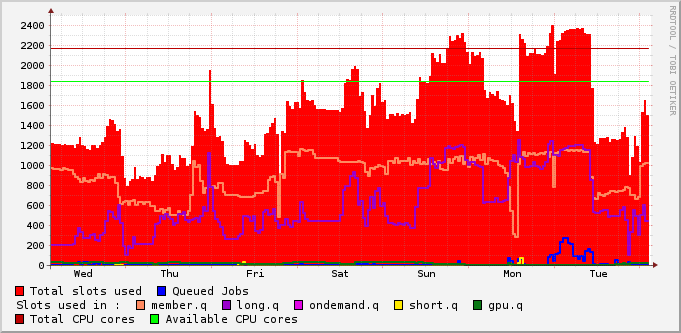 RRDTOOL / TOBI OETIKER
2400
2200
2000
1800
1600
1400
1200
1000
800
600
400
200
0
Wed Thu Fri Sat Sun Mon Tue
Total slots used Queued Jobs
Slots used in : member.q long.q ondemand.q short.q gpu.q
Total CPU cores Available CPU cores